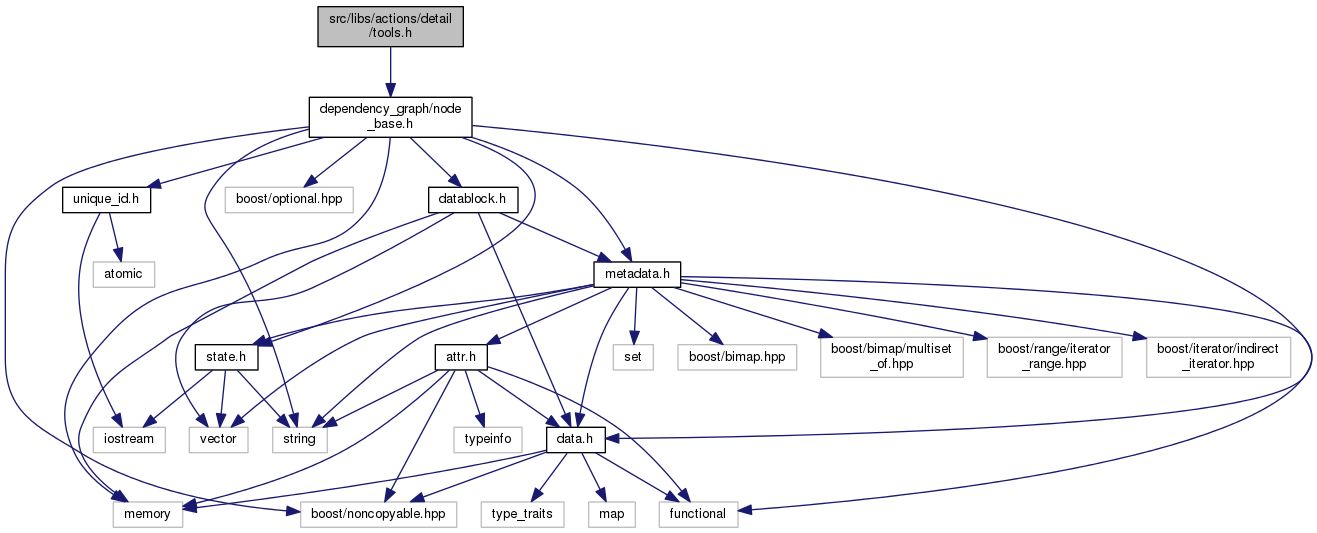 src/libs/actions/detail
/tools.h
dependency_graph/node
_base.h
unique_id.h
boost/optional.hpp
datablock.h
atomic
metadata.h
state.h
attr.h
set
boost/bimap.hpp
boost/bimap/multiset
_of.hpp
boost/range/iterator
_range.hpp
boost/iterator/indirect
_iterator.hpp
iostream
vector
string
typeinfo
data.h
memory
boost/noncopyable.hpp
type_traits
map
functional